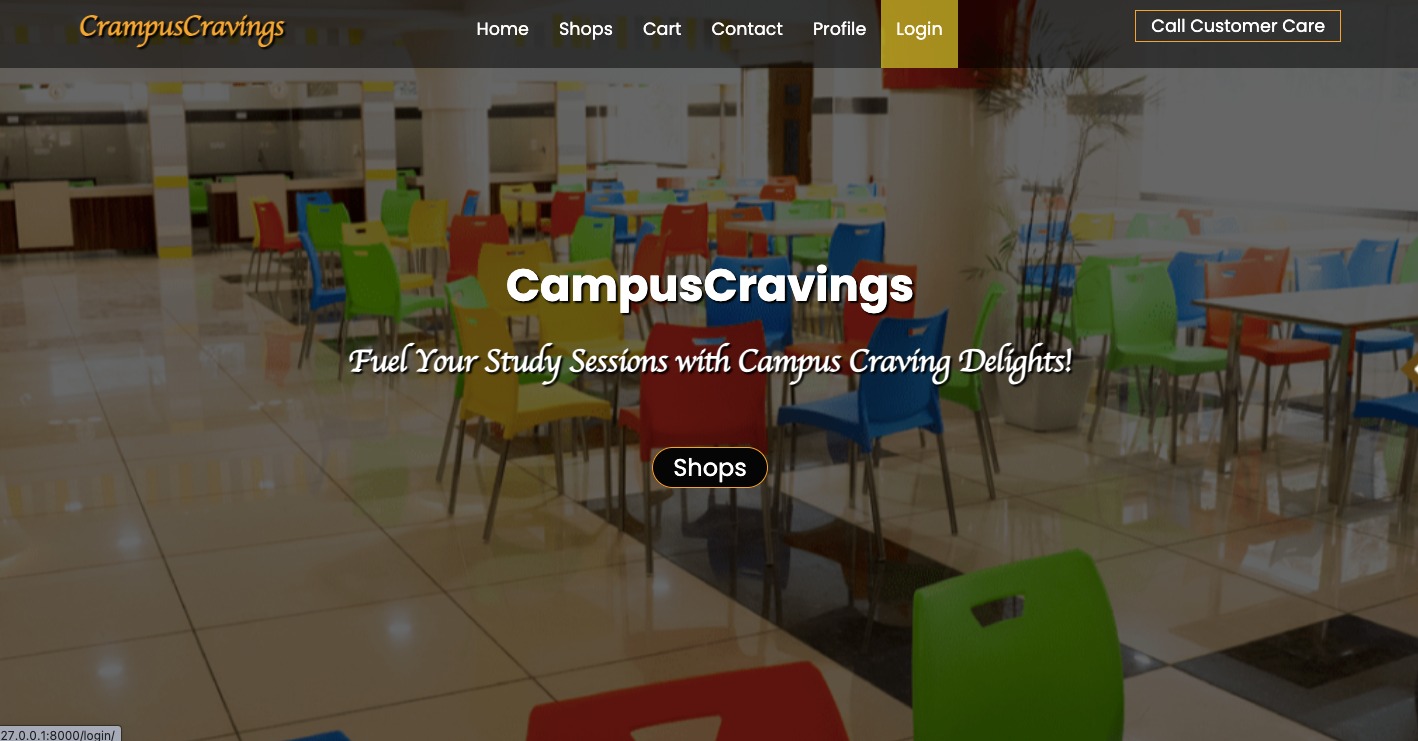 CrampusCravings
Home Shops Cart Contact Profile Login
Call Customer Care
CampusCravings
Fuel Your Study Sessions with Campus Craving Delights!
Shops
27.0.0.1:8000/login/